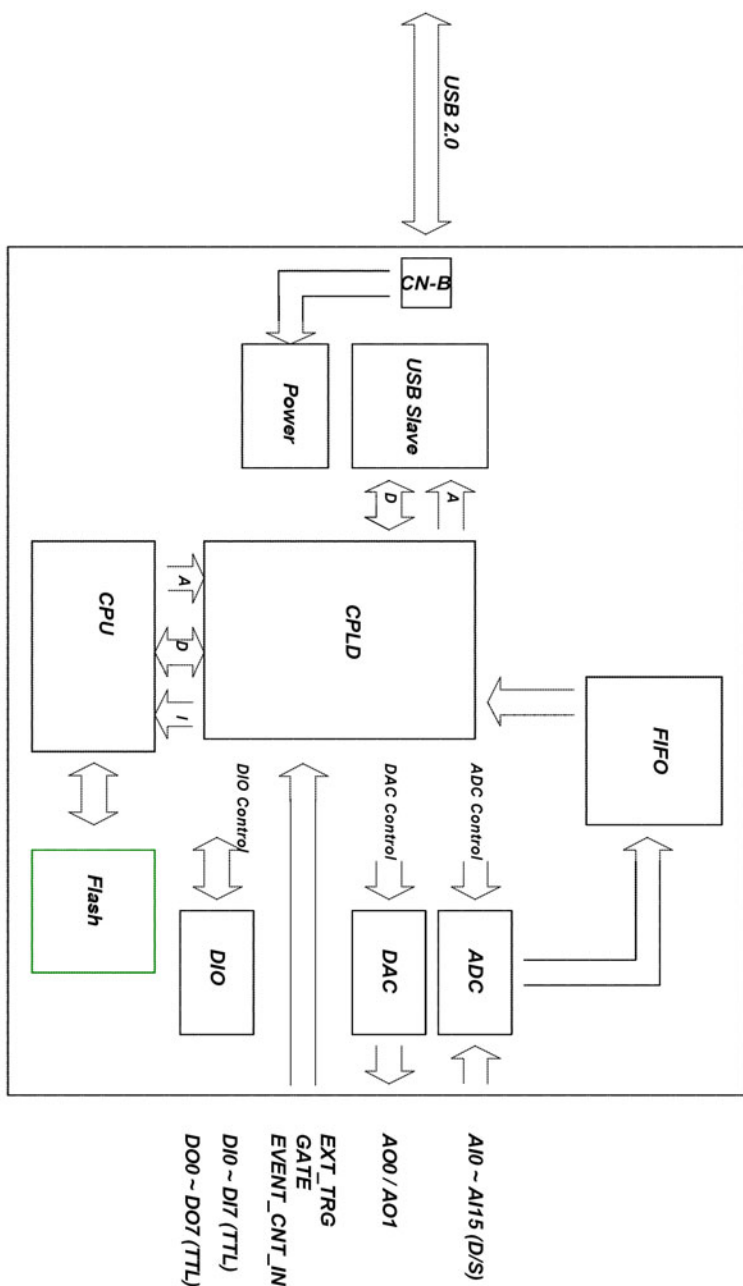 USB 2.0
CN-B
Power
USB Slave
D
A
CPU
A
D
I
CPLD
FIFO
DIO Control
DAC Control
ADC Control
Flash
DIO
DAC
ADC
AI0 ~ AI15 (D/S)
AO0 / AO1
EXT_TRG
GATE
EVENT_CNT_IN
DI0 ~ DI7 (TTL)
DO0 ~ DO7 (TTL)